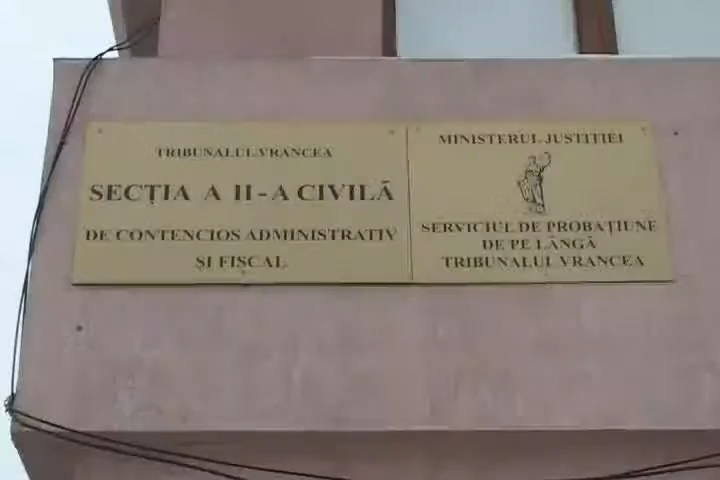 TRIBUNALUL VRANCEA
SECȚIA A II-A CIVILĂ
DE CONTENCIOS ADMINISTRATIV
ȘI FISCAL
MINISTERUL JUSTIȚIEI
SERVICIUL DE PROBAȚIUNE
DE PE LÂNGĂ
TRIBUNALUL VRANCEA